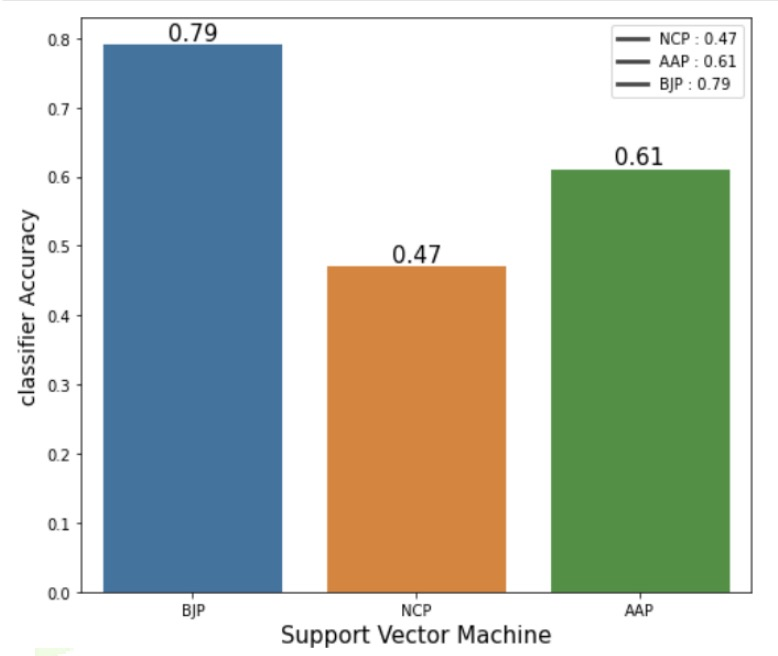 0.79
NCP : 0.47
AAP : 0.61
BJP : 0.79
0.61
0.47
classifier Accuracy
0.8
0.7
0.6
0.5
0.4
0.3
0.2
0.1
0.0
BJP
NCP
AAP
Support Vector Machine